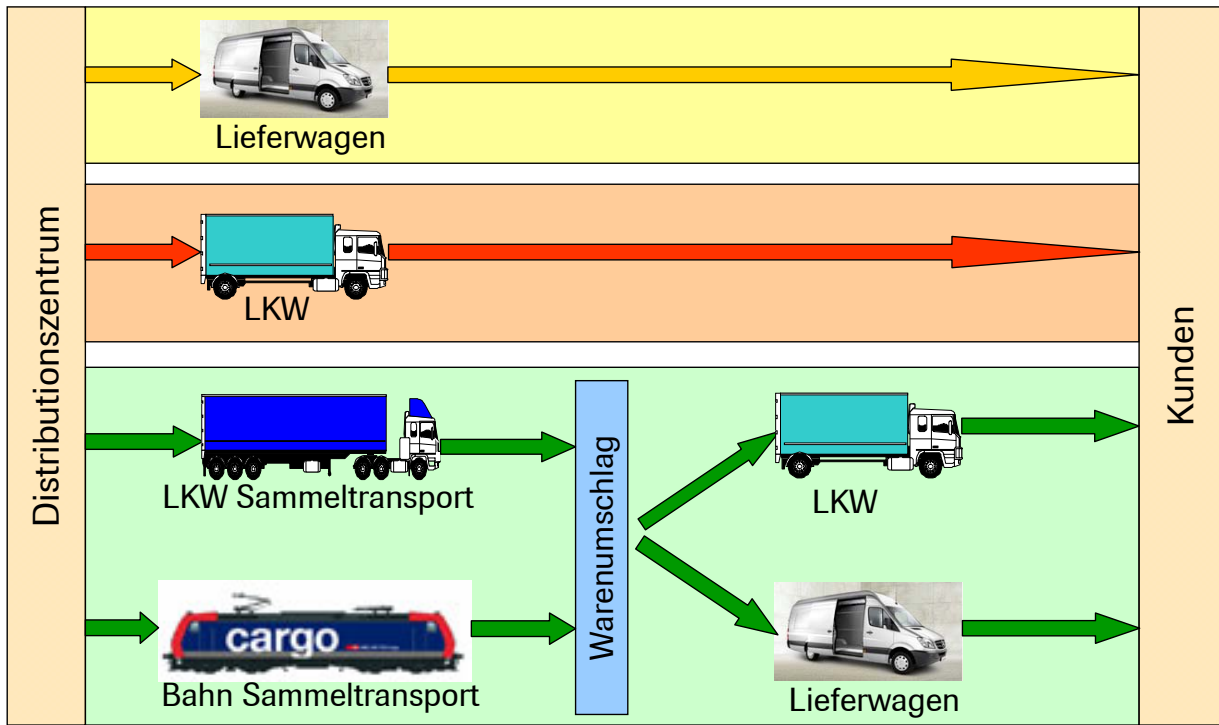 Distributionszentrum
Lieferwagen
LKW
LKW Sammeltransport
cargo
Bahn Sammeltransport
Warenumschlag
LKW
Lieferwagen
Kunden